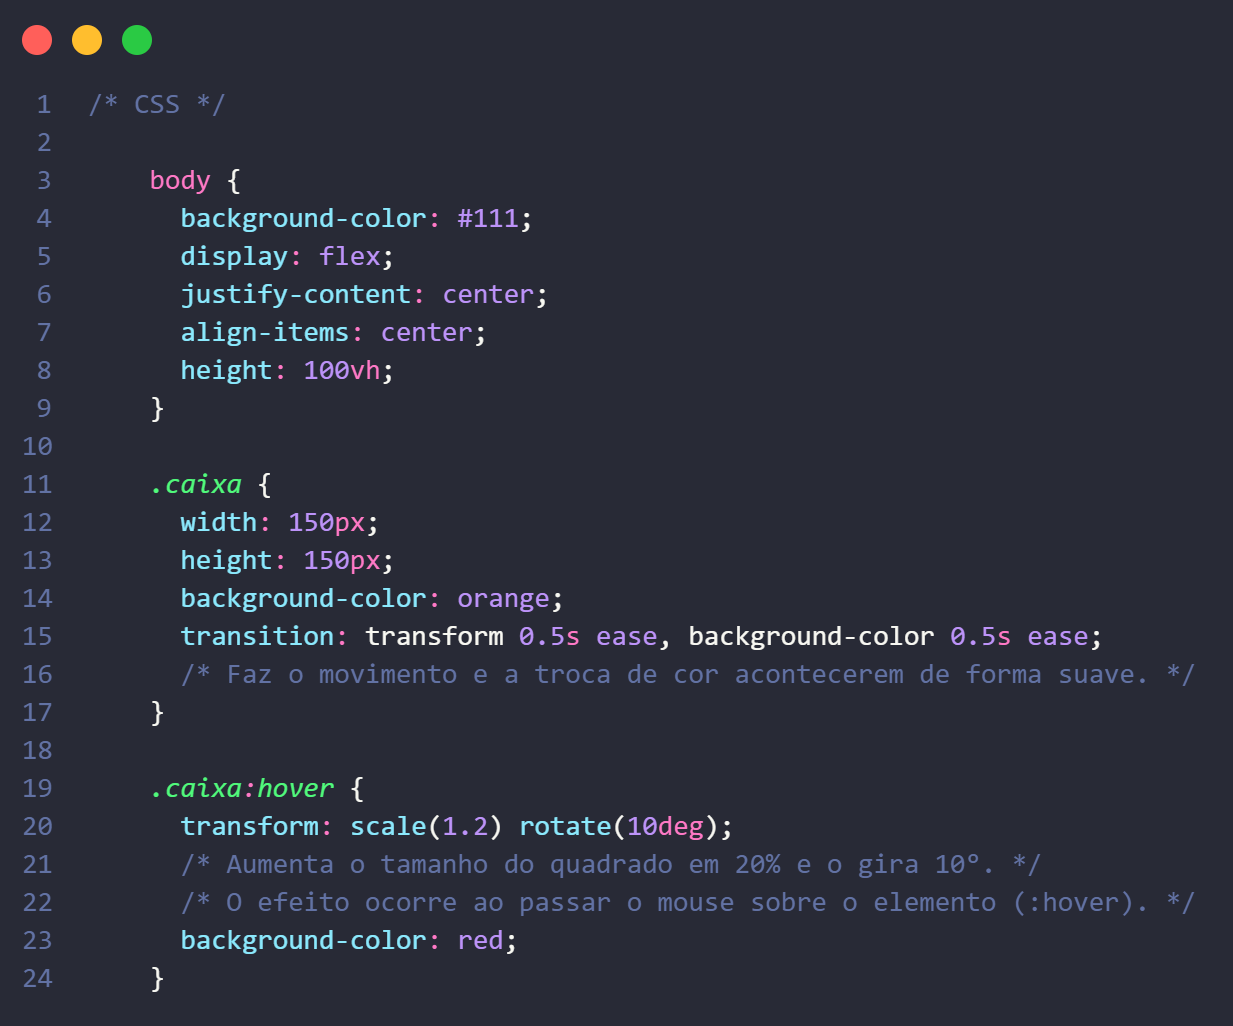 1 /* CSS */
2
3 body {
4 background-color: #111;
5 display: flex;
6 justify-content: center;
7 align-items: center;
8 height: 100vh;
9 }
10
11 .caixa {
12 width: 150px;
13 height: 150px;
14 background-color: orange;
15 transition: transform 0.5s ease, background-color 0.5s ease;
16 /* Faz o movimento e a troca de cor acontecerem de forma suave. */
17 }
18
19 .caixa:hover {
20 transform: scale(1.2) rotate(10deg);
21 /* Aumenta o tamanho do quadrado em 20% e o gira 10°. */
22 /* O efeito ocorre ao passar o mouse sobre o elemento (:hover). */
23 background-color: red;
24 }